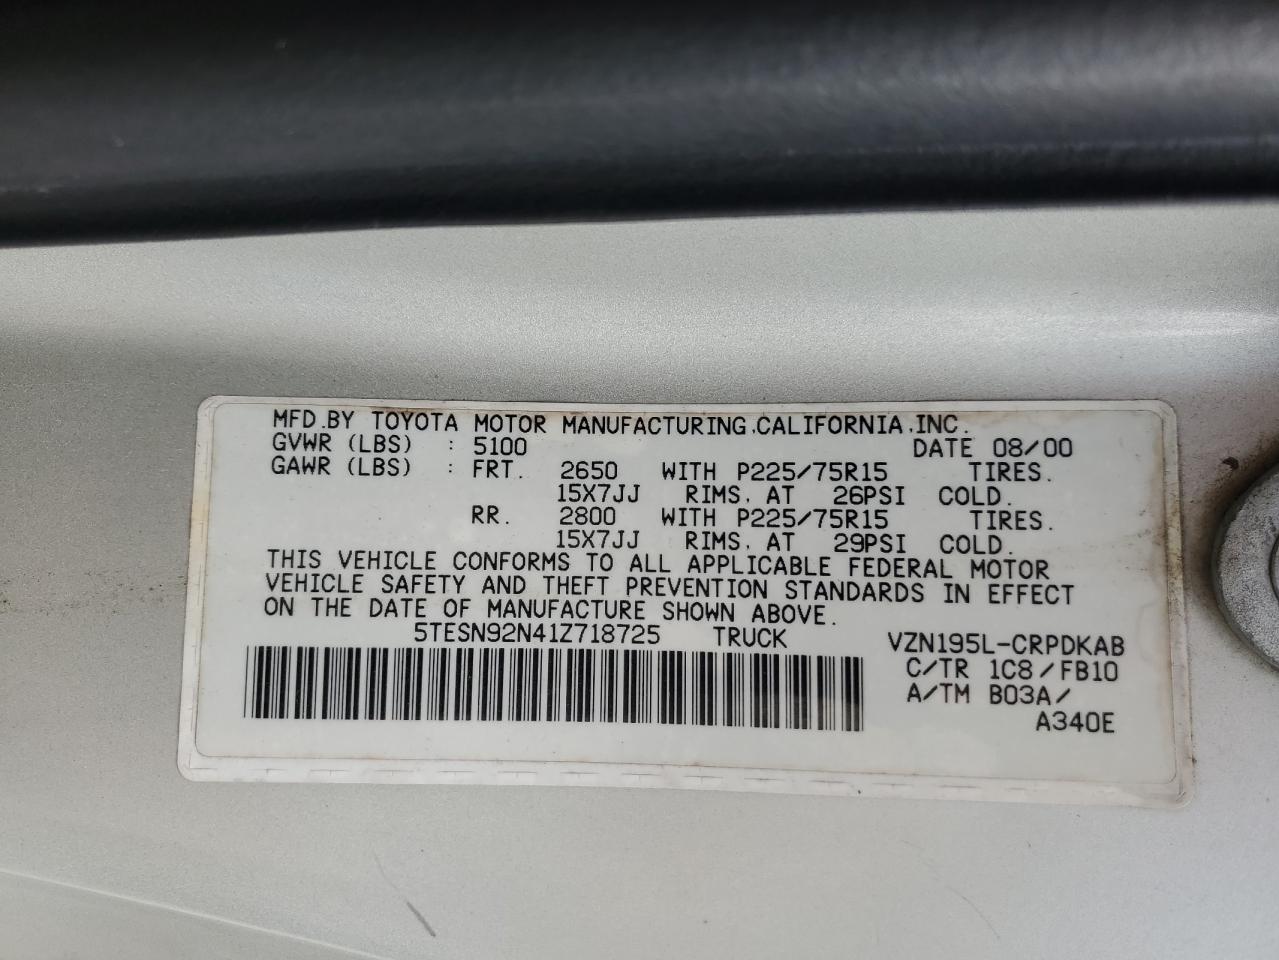 MFD.BY TOYOTA MOTOR MANUFACTURING,CALIFORNIA,INC.
GVWR (LBS) : 5100 DATE 08/00
GAWR (LBS) : FRT. 2650 WITH P225/75R15 TIRES.
15X7JJ RIMS, AT 26PSI COLD.
RR. 2800 WITH P225/75R15 TIRES.
15X7JJ RIMS, AT 29PSI COLD.
THIS VEHICLE CONFORMS TO ALL APPLICABLE FEDERAL MOTOR
VEHICLE SAFETY AND THEFT PREVENTION STANDARDS IN EFFECT
ON THE DATE OF MANUFACTURE SHOWN ABOVE.
5TESN92N41Z718725 TRUCK VZN195L-CRPDKAB
C/TR 1C8/FB10
A/TM B03A/
A340E